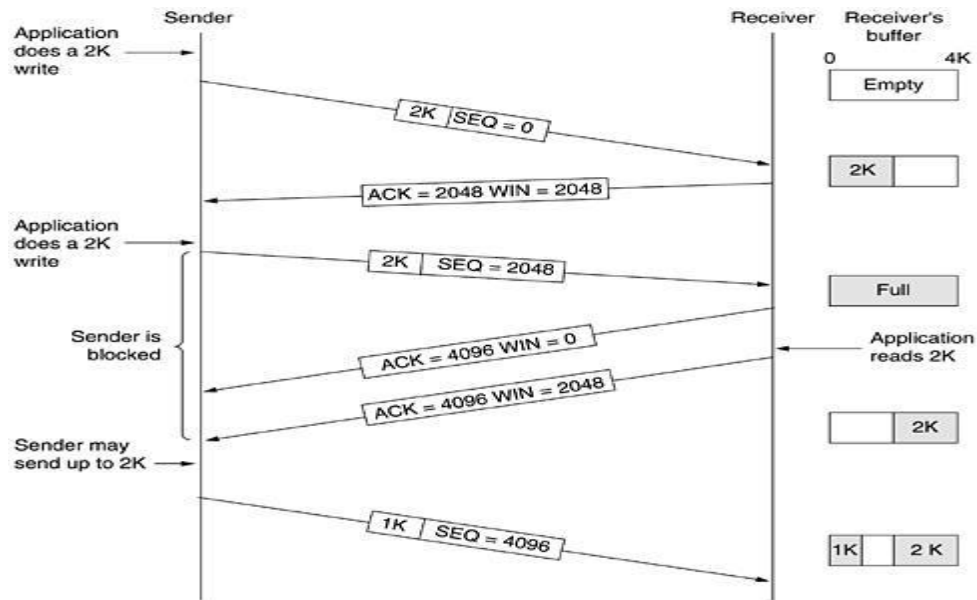 Sender
Receiver
Receiver's
buffer
Application
does a 2K
write
0
4K
Empty
2K
SEQ = 0
2K
ACK = 2048 WIN = 2048
Application
does a 2K
write
2K
SEQ = 2048
Full
Sender is
blocked
Application
reads 2K
ACK = 4096 WIN = 0
ACK = 4096 WIN = 2048
2K
Sender may
send up to 2K
1K
SEQ = 4096
1K
2 K